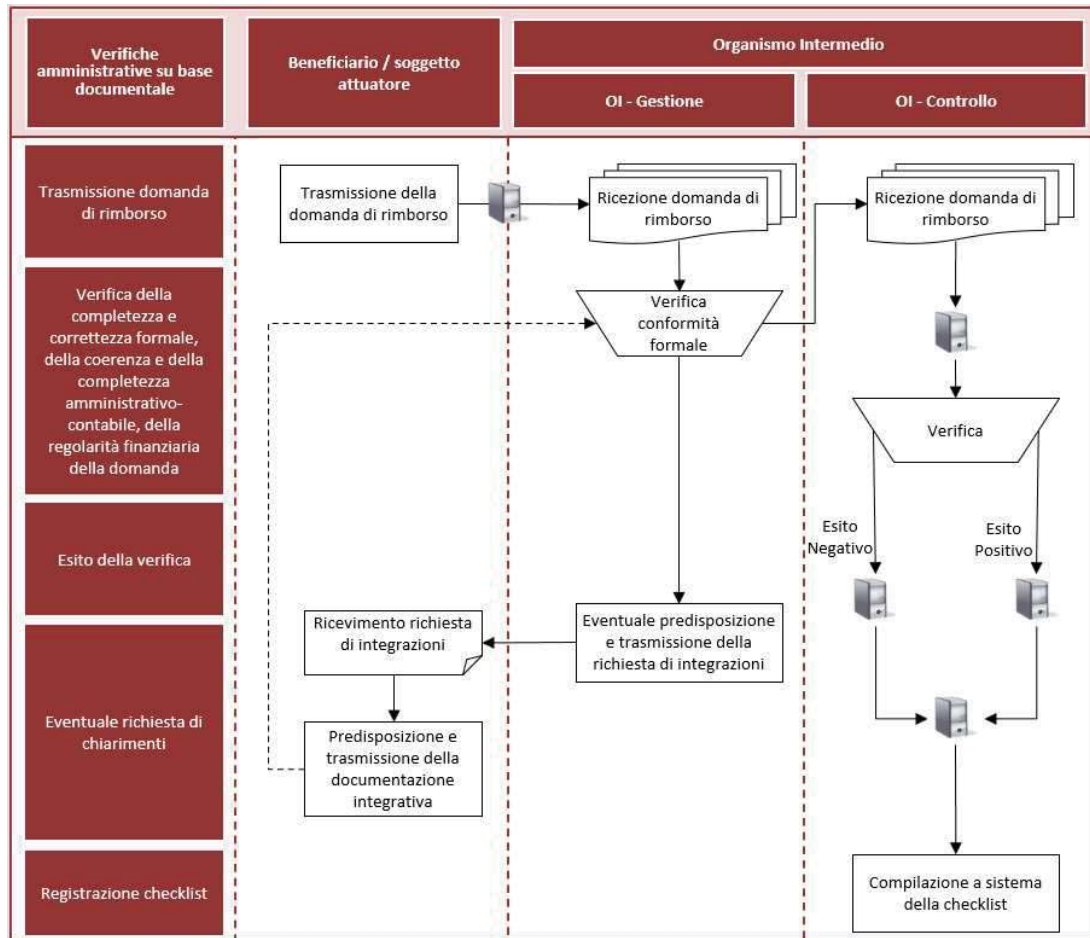 Verifiche
amministrative su base
documentale
Beneficiario / soggetto
attuatore
Organismo Intermedio
OI - Gestione
OI - Controllo
Trasmissione domanda
di rimborso
Trasmissione della
domanda di rimborso
Ricezione domanda di
rimborso
Ricezione domanda di
rimborso
Verifica della
completezza e
correttezza formale,
della coerenza e della
completezza
amministrativo-
contabile, della
regolarità finanziaria
della domanda
Verifica
conformità
formale
Verifica
Esito della verifica
Esito
Negativo
Esito
Positivo
Eventuale richiesta di
chiarimenti
Ricevimento richiesta
di integrazioni
Eventuale predisposizione
e trasmissione della
richiesta di integrazioni
Predisposizione e
trasmissione della
documentazione
integrativa
Registrazione checklist
Compilazione a sistema
della checklist